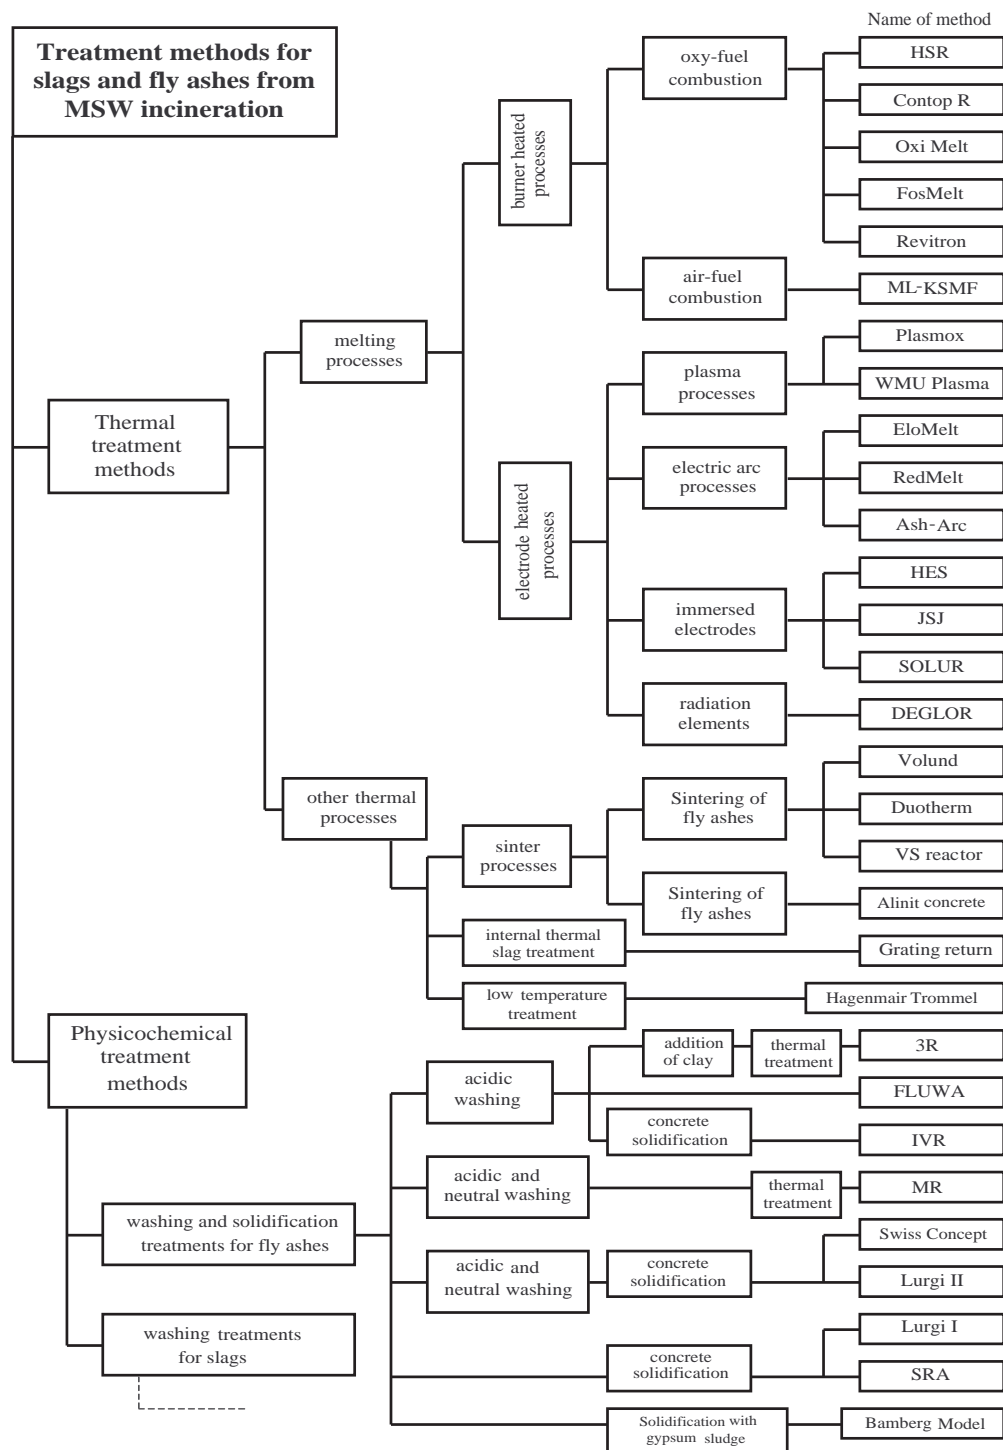 Name of method
Treatment methods for
slags and fly ashes from
MSW incineration
oxy-fuel
combustion
HSR
Contop R
Oxi Melt
FosMelt
Revitron
burner heated
processes
air-fuel
combustion
ML-KSMF
melting
processes
Plasmox
plasma
processes
WMU Plasma
Thermal
treatment
methods
EloMelt
electric arc
processes
RedMelt
Ash-Arc
electrode heated
processes
HES
immersed
electrodes
JSJ
SOLUR
radiation
elements
DEGLOR
other thermal
processes
Volund
Sintering of
fly ashes
Duotherm
VS reactor
sinter
processes
Sintering of
fly ashes
Alinit concrete
internal thermal
slag treatment
Grating return
low temperature
treatment
Hagenmair Trommel
Physicochemical
treatment
methods
addition
of clay
thermal
treatment
3R
acidic
washing
FLUWA
concrete
solidification
IVR
acidic and
neutral washing
thermal
treatment
MR
washing and solidification
treatments for fly ashes
Swiss Concept
acidic and
neutral washing
concrete
solidification
Lurgi II
washing treatments
for slags
Lurgi I
concrete
solidification
SRA
Solidification with
gypsum sludge
Bamberg Model